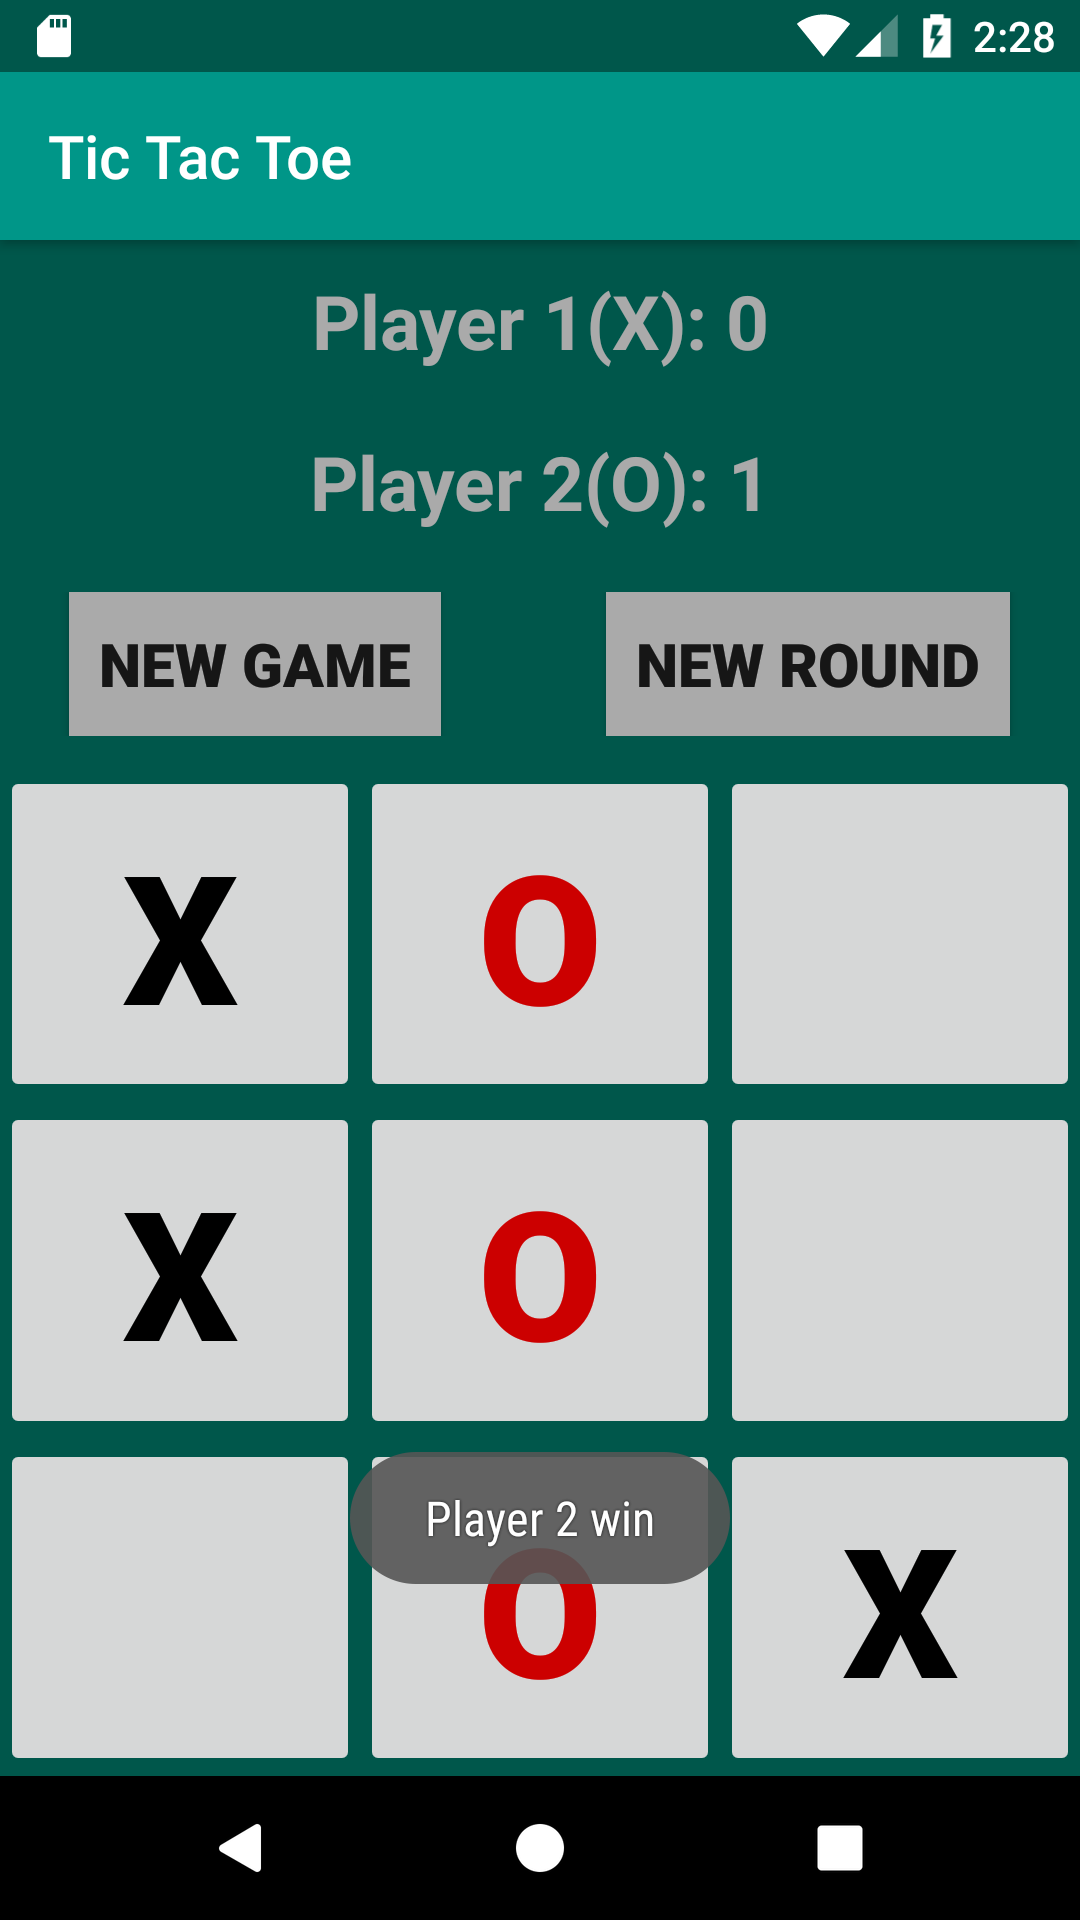 2:28
Tic Tac Toe
Player 1(X): 0
Player 2(O): 1
NEW GAME NEW ROUND
X O
X O
Player 2 win
O X